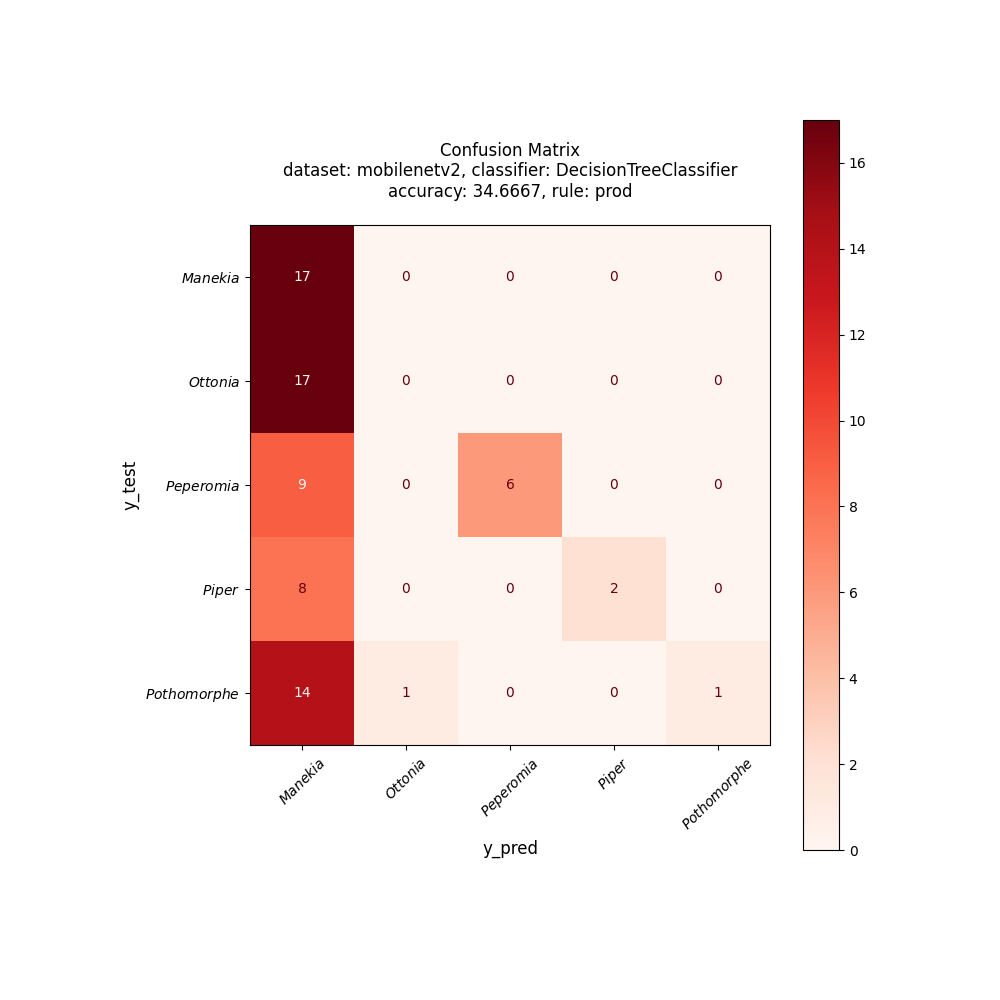 Confusion Matrix
dataset: mobilenetv2, classifier: DecisionTreeClassifier
accuracy: 34.6667, rule: prod
y_test
Manekia 17 0 0 0 0
Ottonia 17 0 0 0 0
Peperomia 9 0 6 0 0
Piper 8 0 0 2 0
Pothomorphe 14 1 0 0 1
Manekia Ottonia Peperomia Piper Pothomorphe
y_pred
16
14
12
10
8
6
4
2
0